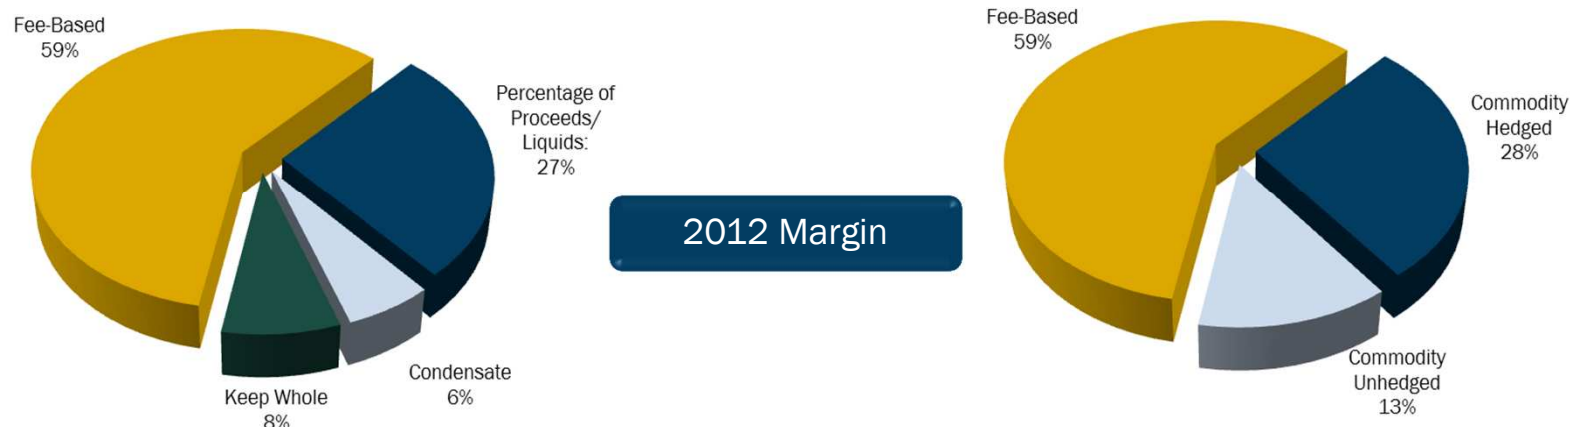 Fee-Based
59%
Percentage of
Proceeds/
Liquids:
27%
Condensate
6%
Keep Whole
8%
2012 Margin
Fee-Based
59%
Commodity
Hedged
28%
Commodity
Unhedged
13%